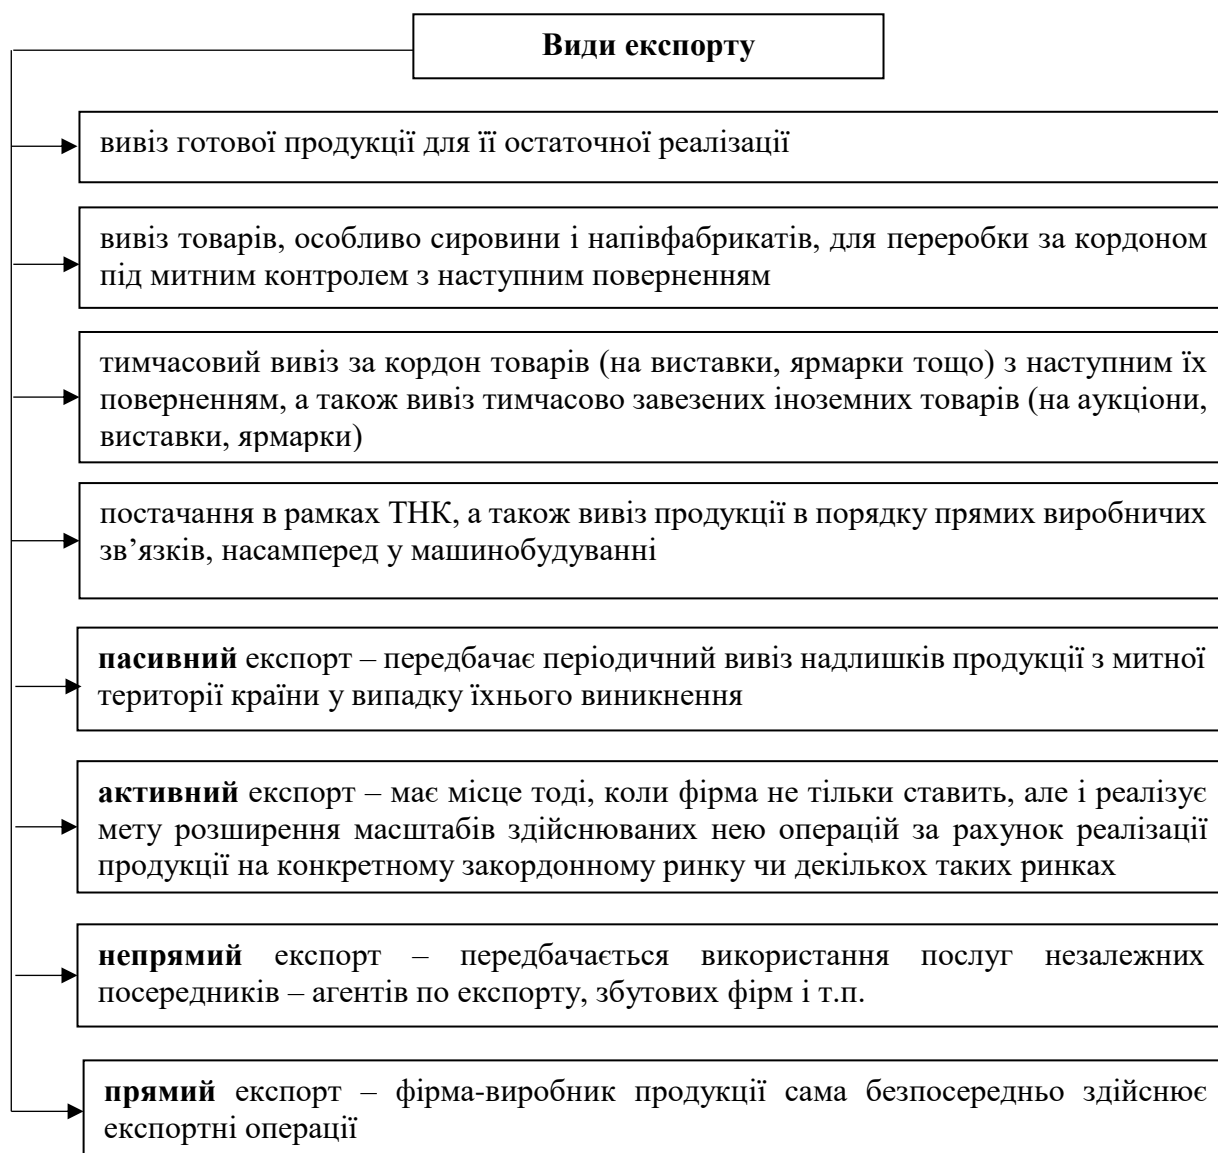 Види експорту
вивіз готової продукції для її остаточної реалізації
вивіз товарів, особливо сировини і напівфабрикатів, для переробки за кордоном
під митним контролем з наступним поверненням
тимчасовий вивіз за кордон товарів (на виставки, ярмарки тощо) з наступним їх
поверненням, а також вивіз тимчасово завезених іноземних товарів (на аукціони,
виставки, ярмарки)
постачання в рамках ТНК, а також вивіз продукції в порядку прямих виробничих
зв’язків, насамперед у машинобудуванні
пасивний експорт – передбачає періодичний вивіз надлишків продукції з митної
території країни у випадку їхнього виникнення
активний експорт – має місце тоді, коли фірма не тільки ставить, але і реалізує
мету розширення масштабів здійснюваних нею операцій за рахунок реалізації
продукції на конкретному закордонному ринку чи декількох таких ринках
непрямий експорт – передбачається використання послуг незалежних
посередників – агентів по експорту, збутових фірм і т.п.
прямий експорт – фірма-виробник продукції сама безпосередньо здійснює
експортні операції